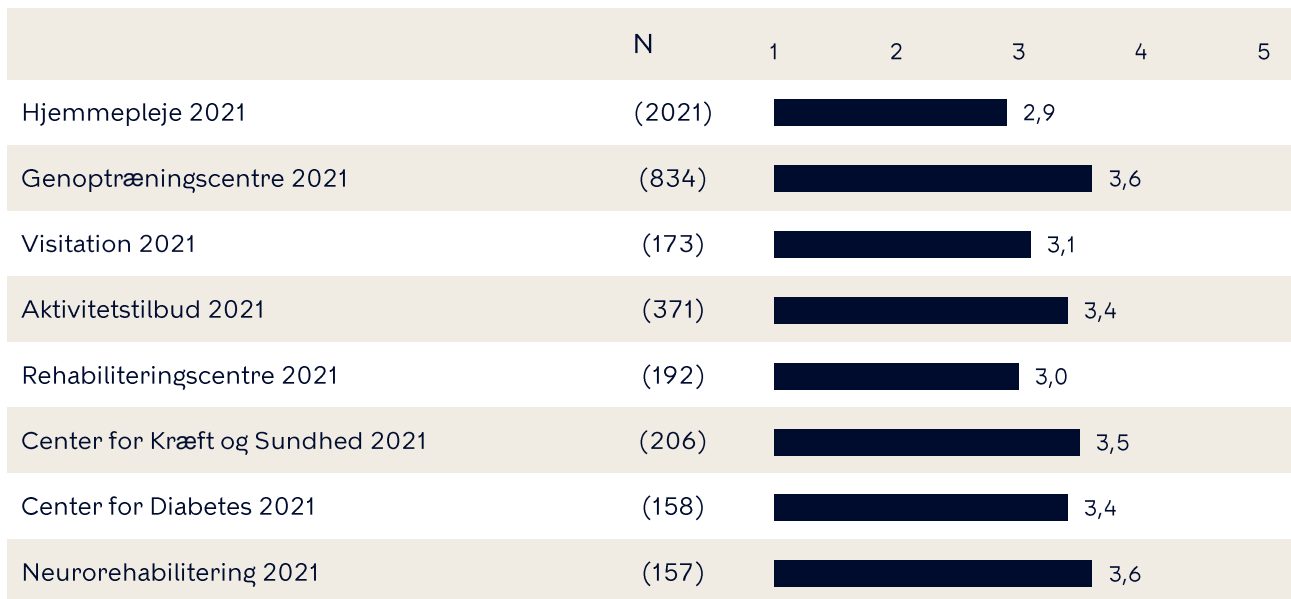 N 1 2 3 4 5
Hjemmepleje 2021 (2021) 2,9
Genoptræningscentre 2021 (834) 3,6
Visitation 2021 (173) 3,1
Aktivitetstilbud 2021 (371) 3,4
Rehabiliteringscentre 2021 (192) 3,0
Center for Kræft og Sundhed 2021 (206) 3,5
Center for Diabetes 2021 (158) 3,4
Neurorehabilitering 2021 (157) 3,6